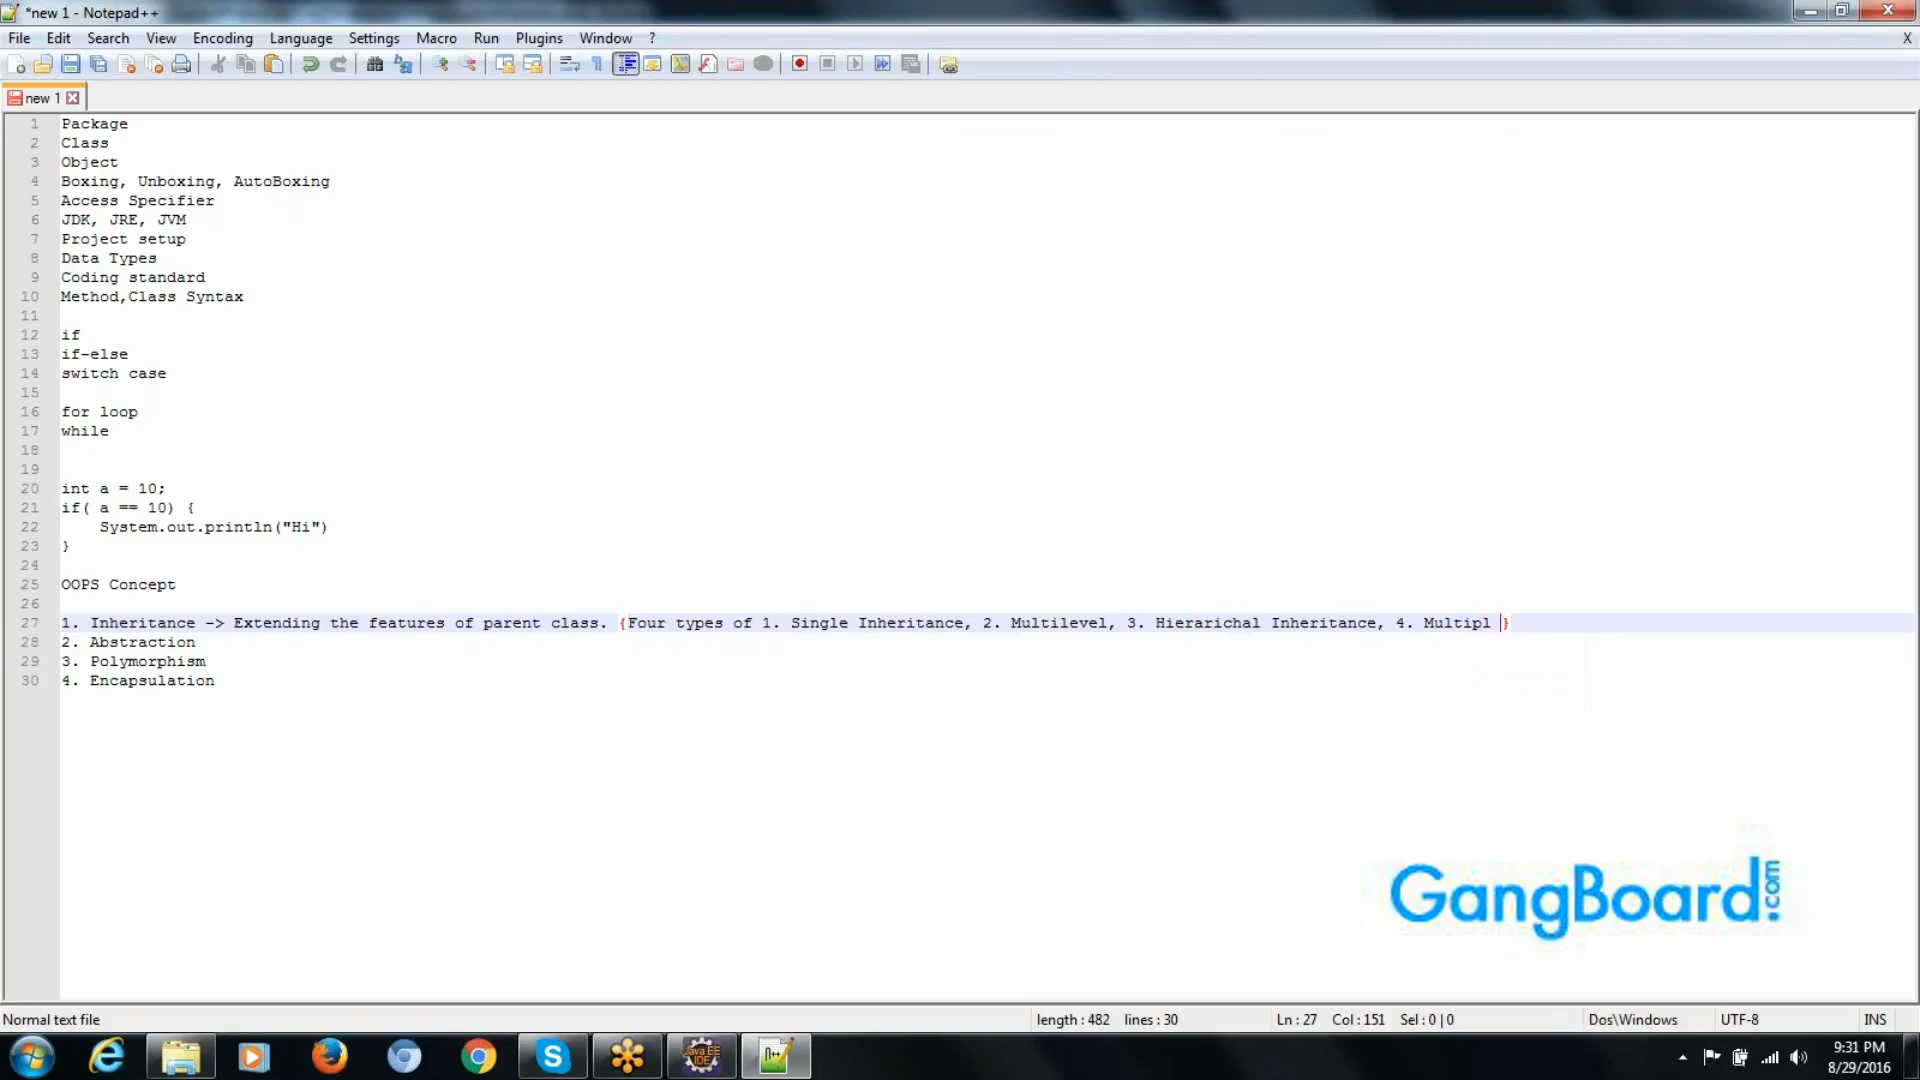 *new 1 - Notepad++
File Edit Search View Encoding Language Settings Macro Run Plugins Window ? X
new 1
1 Package
2 Class
3 Object
4 Boxing, Unboxing, AutoBoxing
5 Access Specifier
6 JDK, JRE, JVM
7 Project setup
8 Data Types
9 Coding standard
10 Method,Class Syntax
11
12 if
13 if-else
14 switch case
15
16 for loop
17 while
18
19
20 int a = 10;
21 if( a == 10) {
22 System.out.println("Hi")
23 }
24
25 OOPS Concept
26
27 1. Inheritance -> Extending the features of parent class. {Four types of 1. Single Inheritance, 2. Multilevel, 3. Hierarichal Inheritance, 4. Multipl }
28 2. Abstraction
29 3. Polymorphism
30 4. Encapsulation
GangBoard.com
Normal text file length : 482 lines : 30 Ln : 27 Col : 151 Sel : 0 | 0 Dos\Windows UTF-8 INS
Java EE IDE
9:31 PM
8/29/2016